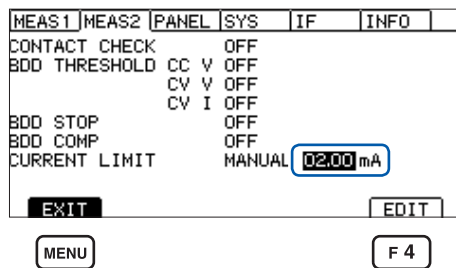 MEAS1 MEAS2 PANEL SYS IF INFO
CONTACT CHECK OFF
BDD THRESHOLD CC V OFF
CV V OFF
CV I OFF
BDD STOP OFF
BDD COMP OFF
CURRENT LIMIT MANUAL 02.00 mA
EXIT EDIT
MENU F 4